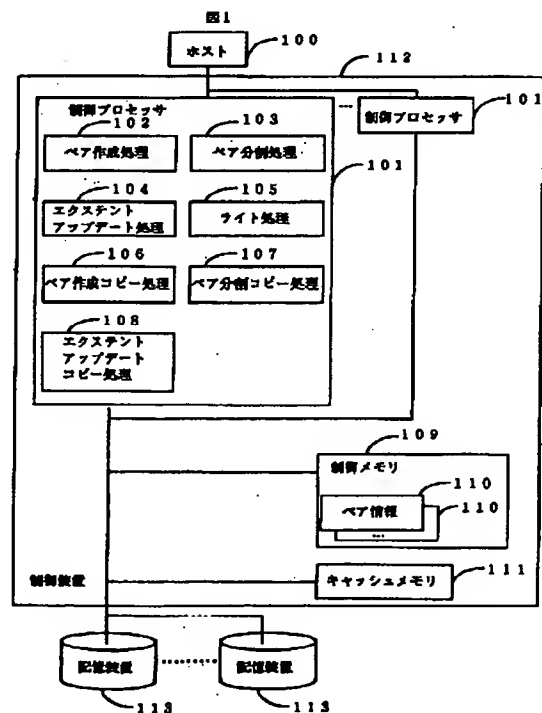 図1
ホスト
100
112
制御プロセッサ
102
ペア作成処理
103
ペア分割処理
101
制御プロセッサ
101
104
エクステント
アップデート処理
105
ライト処理
106
ペア作成コピー処理
107
ペア分割コピー処理
108
エクステント
アップデート
コピー処理
109
制御メモリ
110
ペア情報
110
制御装置
キャッシュメモリ
111
記憶装置
記憶装置
113
113